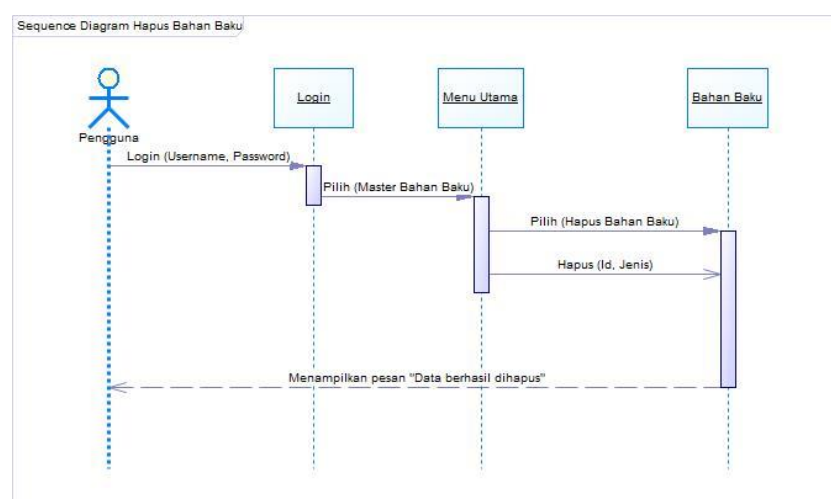 Sequence Diagram Hapus Bahan Baku
Login
Menu Utama
Bahan Baku
Pengguna
Login (Username, Password)
Pilih (Master Bahan Baku)
Pilih (Hapus Bahan Baku)
Hapus (Id, Jenis)
Menampilkan pesan "Data berhasil dihapus"